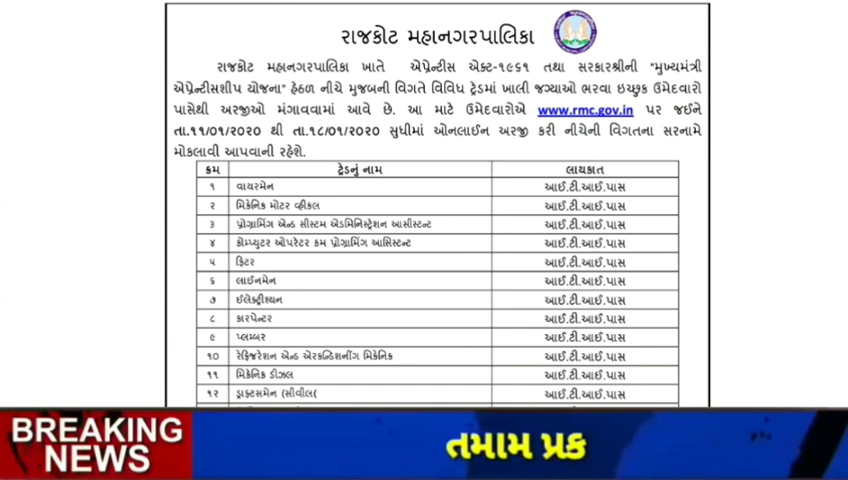 રાજકોટ મહાનગરપાલિકા
રાજકોટ મહાનગરપાલિકા ખાતે એપ્રેન્ટીસ એક્ટ-૧૯૬૧ તથા સરકારશ્રીની "મુખ્યમંત્રી
એપ્રેન્ટીસશીપ યોજના" હેઠળ નીચે મુજબની વિગતે વિવિધ ટ્રેડમાં ખાલી જગ્યાઓ ભરવા ઇચ્છુક ઉમેદવારો
પાસેથી અરજીઓ મંગાવવામાં આવે છે. આ માટે ઉમેદવારોએ www.rmc.gov.in પર જઈને
તા.૧૧/૦૧/૨૦૨૦ થી તા.૧૮/૦૧/૨૦૨૦ સુધીમાં ઓનલાઈન અરજી કરી નીચેની વિગતના સરનામે
મોકલાવી આપવાની રહેશે.
ક્રમ ટ્રેડનું નામ લાયકાત
૧ વાયરમેન આઈ.ટી.આઈ.પાસ
૨ મિકેનિક મોટર વ્હીકલ આઈ.ટી.આઈ.પાસ
૩ પ્રોગ્રામિંગ એન્ડ સીસ્ટમ એડમિનિસ્ટ્રેશન આસીસ્ટન્ટ આઈ.ટી.આઈ.પાસ
૪ કોમ્પ્યુટર ઓપરેટર કમ પ્રોગ્રામિંગ આસિસ્ટન્ટ આઈ.ટી.આઈ.પાસ
૫ ફિટર આઈ.ટી.આઈ.પાસ
૬ લાઈનમેન આઈ.ટી.આઈ.પાસ
૭ ઈલેક્ટ્રીશ્યન આઈ.ટી.આઈ.પાસ
૮ કારપેન્ટર આઈ.ટી.આઈ.પાસ
૯ પ્લમ્બર આઈ.ટી.આઈ.પાસ
૧૦ રેફ્રિજરેશન એન્ડ એરકન્ડિશનીંગ મિકેનિક આઈ.ટી.આઈ.પાસ
૧૧ મિકેનિક ડીઝલ આઈ.ટી.આઈ.પાસ
૧૨ ડ્રાફ્ટસમેન (સીવીલ( આઈ.ટી.આઈ.પાસ
BREAKING
NEWS
તમામ પ્રક